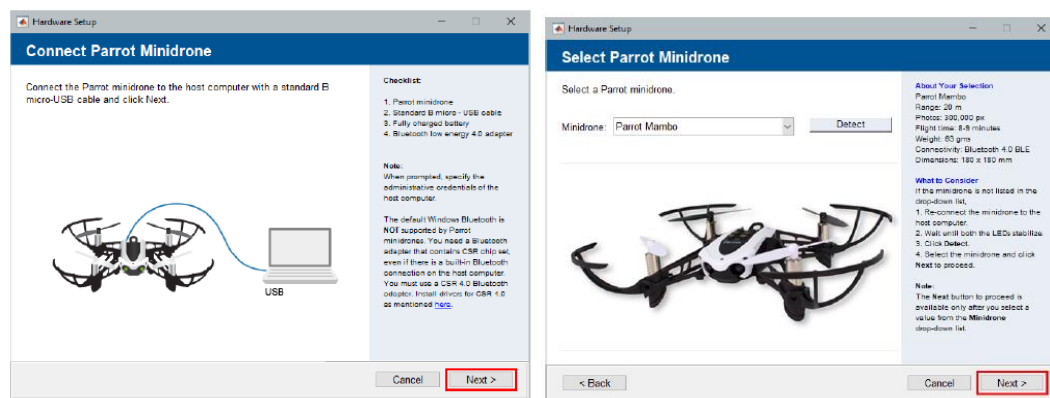 Hardware Setup
Connect Parrot Minidrone
Connect the Parrot minidrone to the host computer with a standard B
micro-USB cable and click Next.
USB
Checklist:
1. Parrot minidrone
2. Standard B micro - USB cable
3. Fully charged battery
4. Bluetooth low energy 4.0 adapter
Note:
When prompted, specify the
administrative credentials of the
host computer.
The default Windows Bluetooth is
NOT supported by Parrot
minidrones. You need a Bluetooth
adapter that contains CSR chip set,
even if there is a built-in Bluetooth
connection on the host computer.
You must use a CSR 4.0 Bluetooth
adapter. Install drivers for CSR 4.0
as mentioned here.
Cancel
Next >
Hardware Setup
Select Parrot Minidrone
Select a Parrot minidrone.
Minidrone: Parrot Mambo
Detect
About Your Selection
Parrot Mambo
Range: 20 m
Photos: 300,000 px
Flight time: 8-9 minutes
Weight: 63 gms
Connectivity: Bluetooth 4.0 BLE
Dimensions: 180 x 180 mm
What to Consider
If the minidrone is not listed in the
drop-down list,
1. Re-connect the minidrone to the
host computer.
2. Wait until both the LEDs stabilize.
3. Click Detect.
4. Select the minidrone and click
Next to proceed.
Note:
The Next button to proceed is
available only after you select a
value from the Minidrone
drop-down list.
< Back
Cancel
Next >